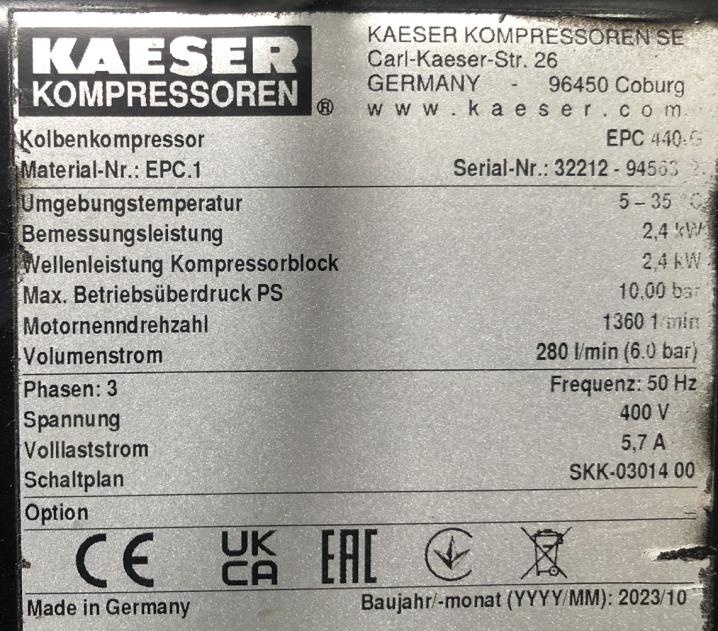 KAESER
KOMPRESSOREN ®
KAESER KOMPRESSOREN SE
Carl-Kaeser-Str. 26
GERMANY - 96450 Coburg
www.kaeser.com
Kolbenkompressor EPC 440-G
Material-Nr.: EPC.1 Serial-Nr.: 32212 -
Umgebungstemperatur 5 – 35 °C
Bemessungsleistung 2,4 kW
Wellenleistung Kompressorblock 2,4 kW
Max. Betriebsüberdruck PS 10,00 bar
Motornenndrehzahl 1360 1/min
Volumenstrom 280 l/min (6.0 bar)
Phasen: 3 Frequenz: 50 Hz
Spannung 400 V
Volllaststrom 5,7 A
Schaltplan SKK-03014 00
Option
CE UK CA EAC
Made in Germany Baujahr/-monat (YYYY/MM): 2023/10